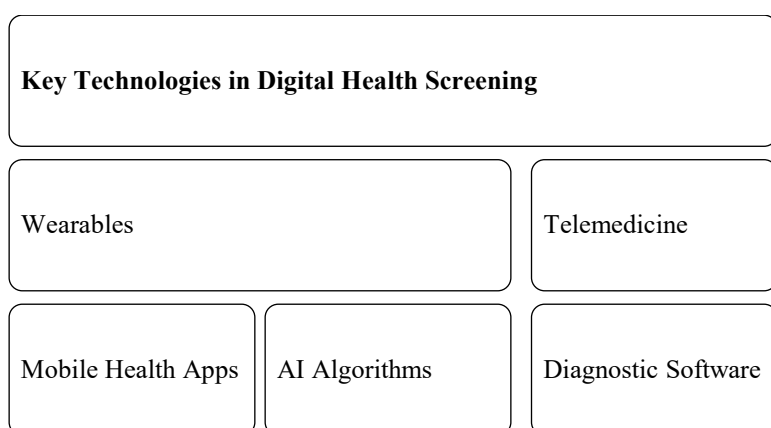 Key Technologies in Digital Health Screening
Wearables
Telemedicine
Mobile Health Apps
AI Algorithms
Diagnostic Software